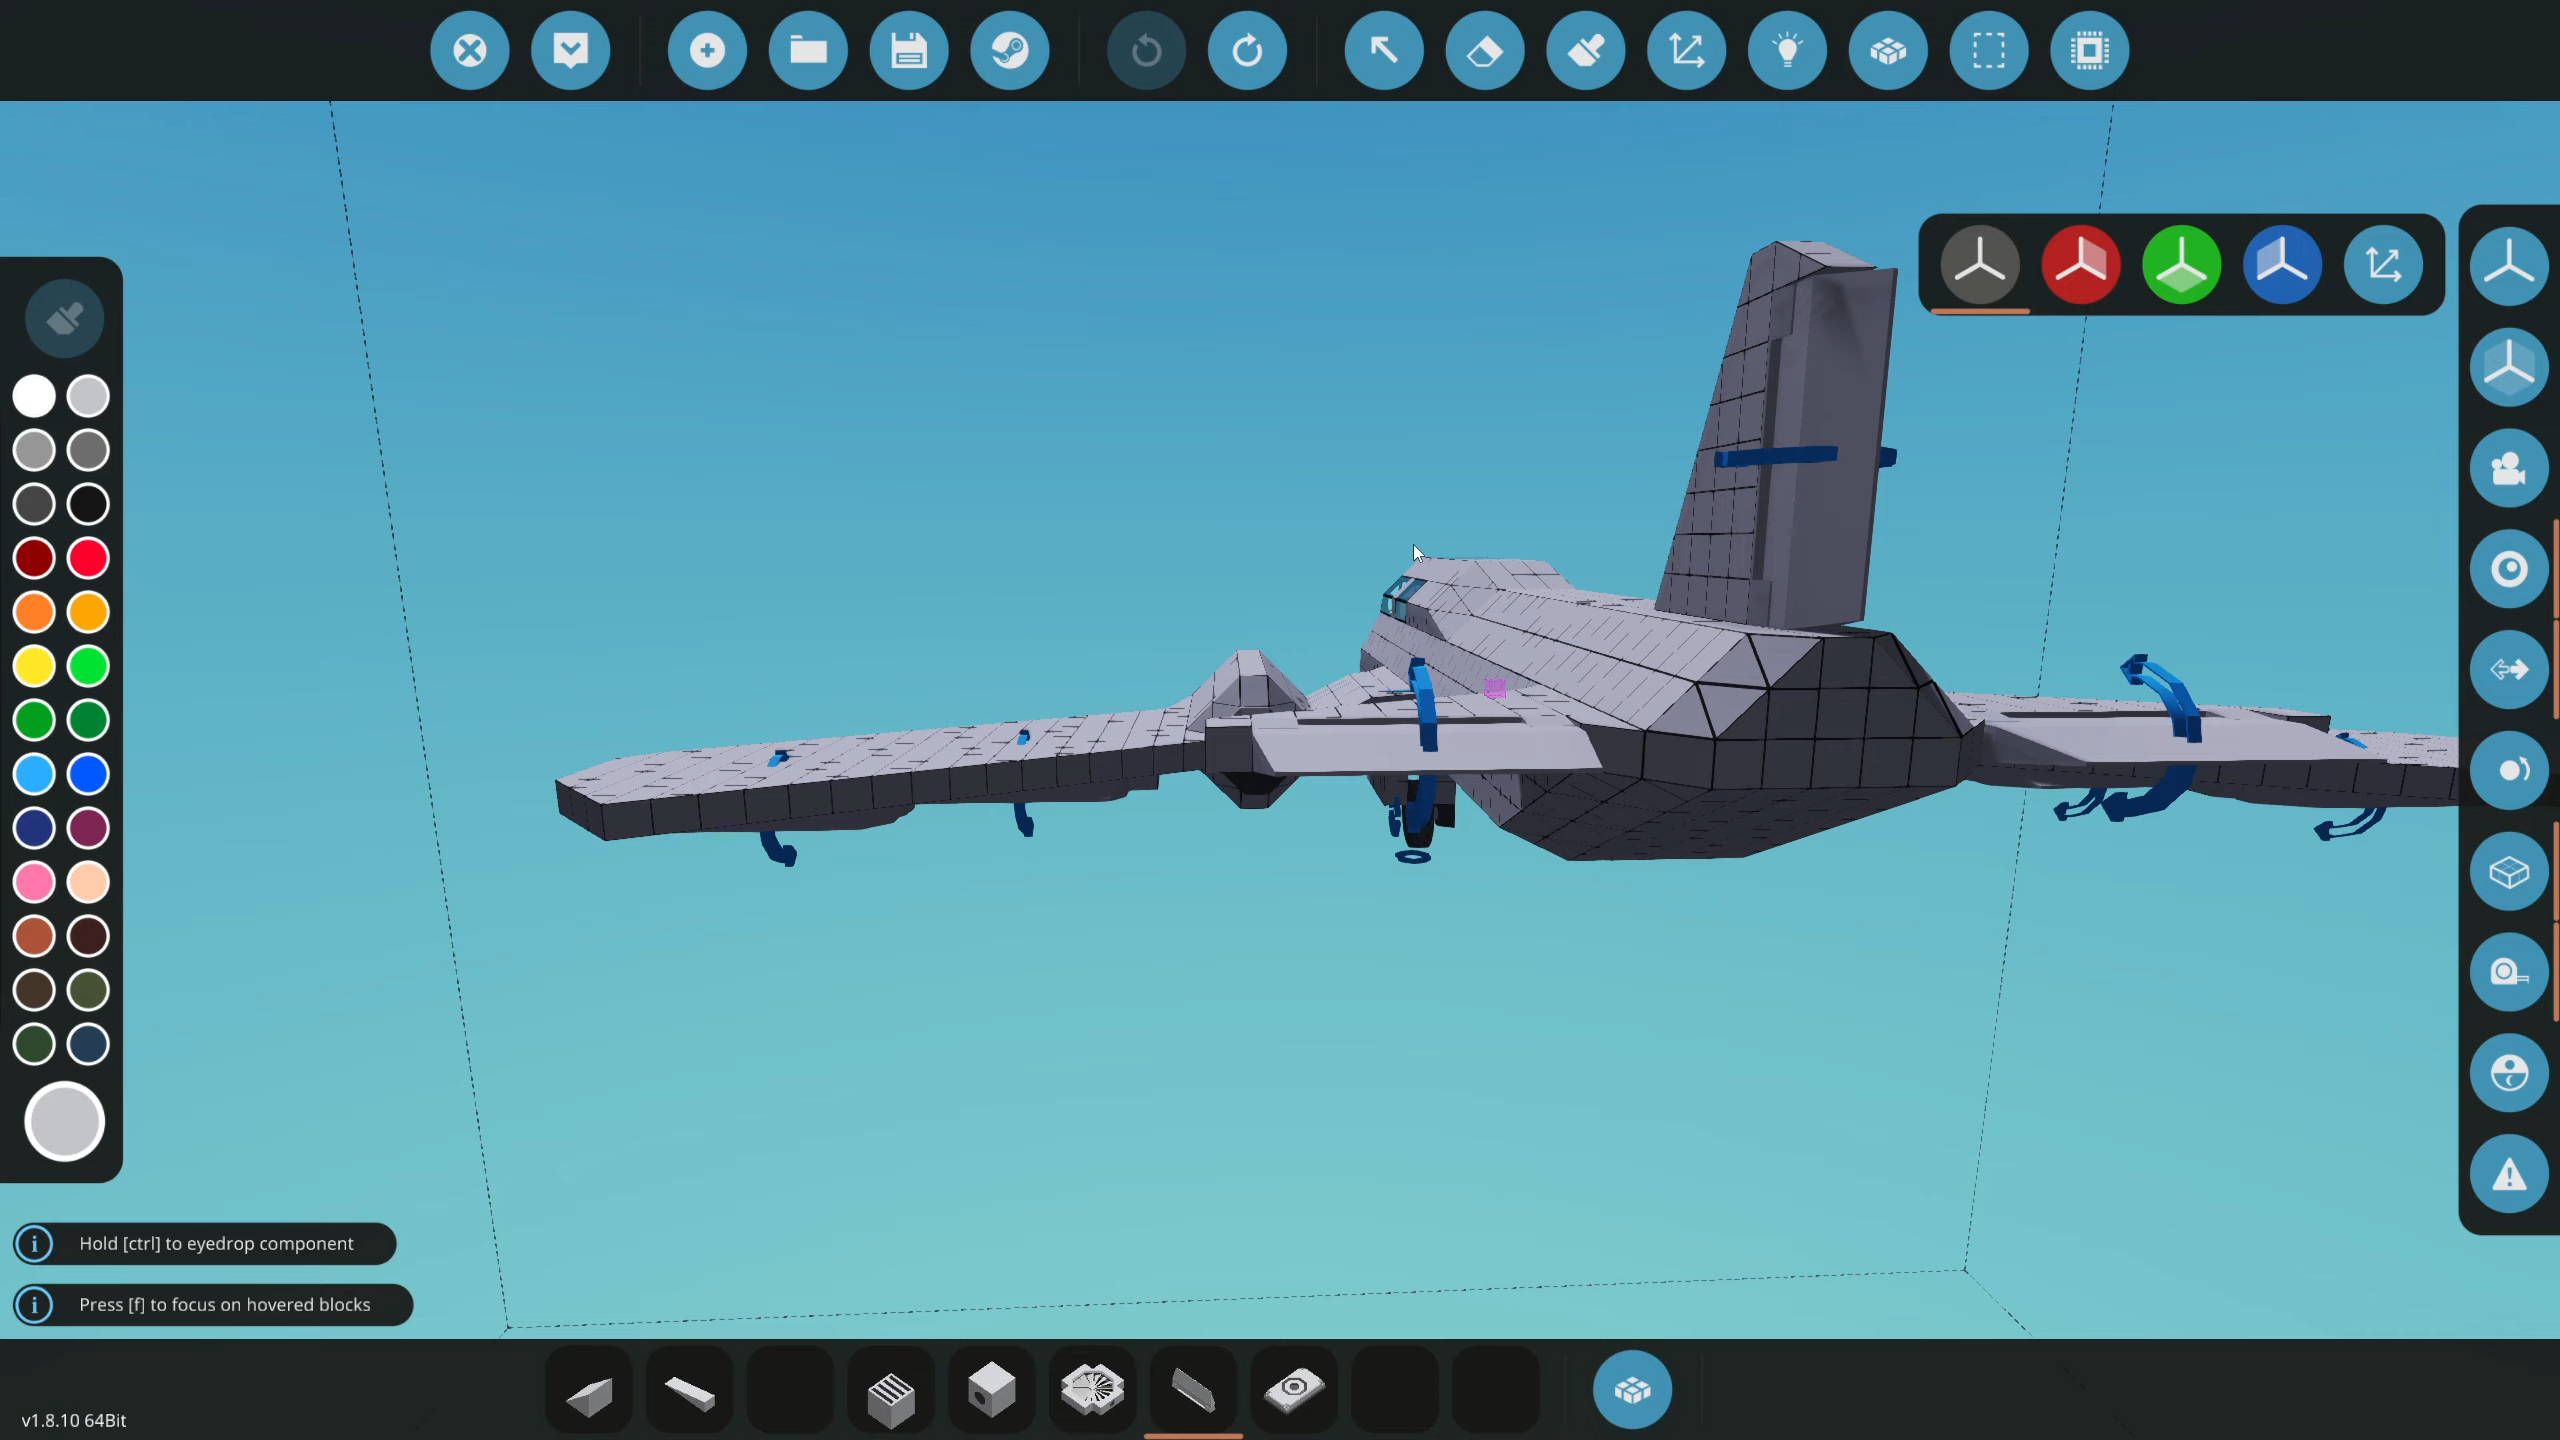 Hold [ctrl] to eyedrop component
Press [f] to focus on hovered blocks
v1.8.10 64Bit